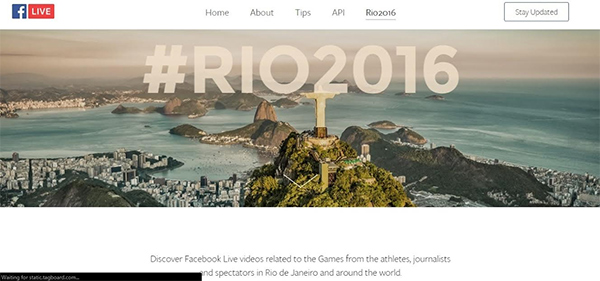 f LIVE Home About Tips API Rio2016 Stay Updated
#RIO2016
Discover Facebook Live videos related to the Games from the athletes, journalists
and spectators in Rio de Janeiro and around the world.
Waiting for static.tagboard.com...